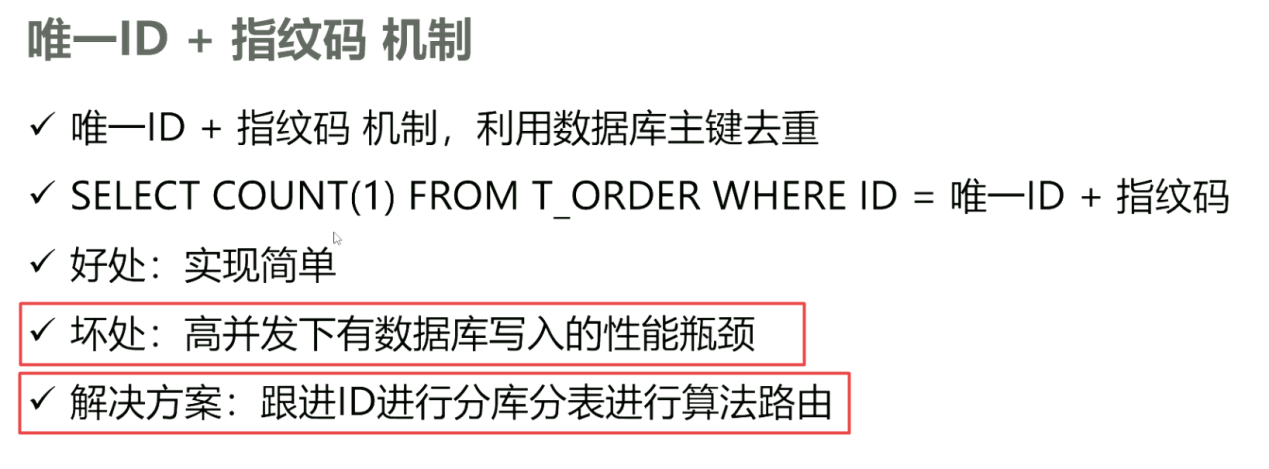 唯一ID + 指纹码 机制
✓ 唯一ID + 指纹码 机制，利用数据库主键去重
✓ SELECT COUNT(1) FROM T_ORDER WHERE ID = 唯一ID + 指纹码
✓ 好处：实现简单
✓ 坏处：高并发下有数据库写入的性能瓶颈
✓ 解决方案：跟进ID进行分库分表进行算法路由